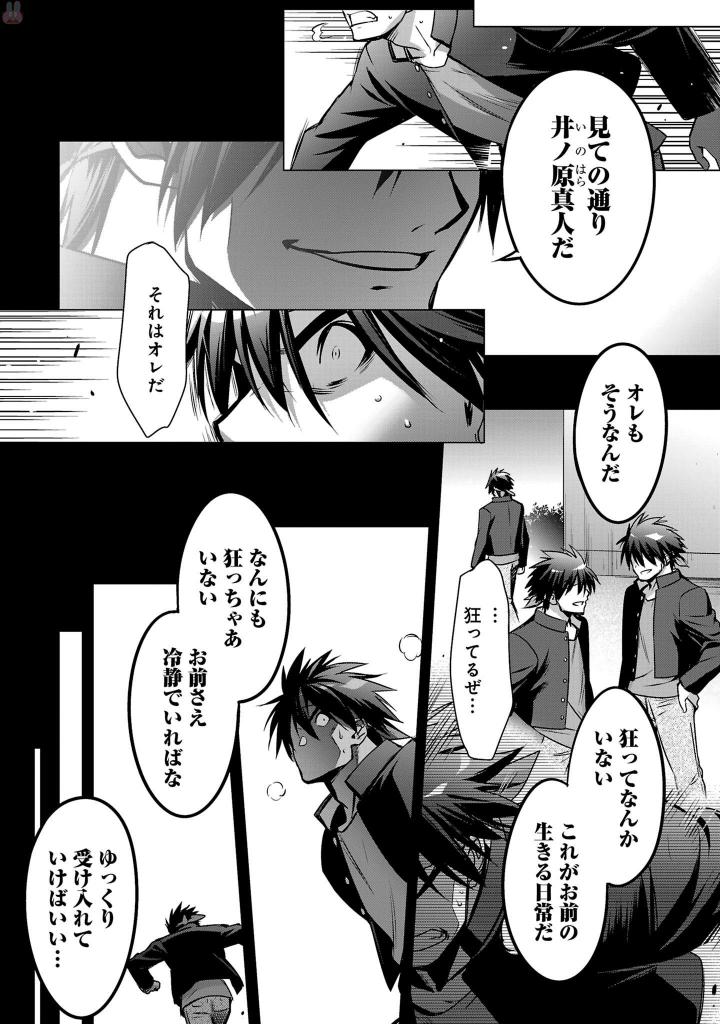 見ての通り
井ノ原真人だ
いのはら
それはオレだ
オレも
そうなんだ
…
狂ってるぜ…
狂ってなんか
いない
これがお前の
生きる日常だ
なんにも
狂っちゃあ
いない
お前さえ
冷静でいればな
ゆっくり
受け入れて
いけばいい…